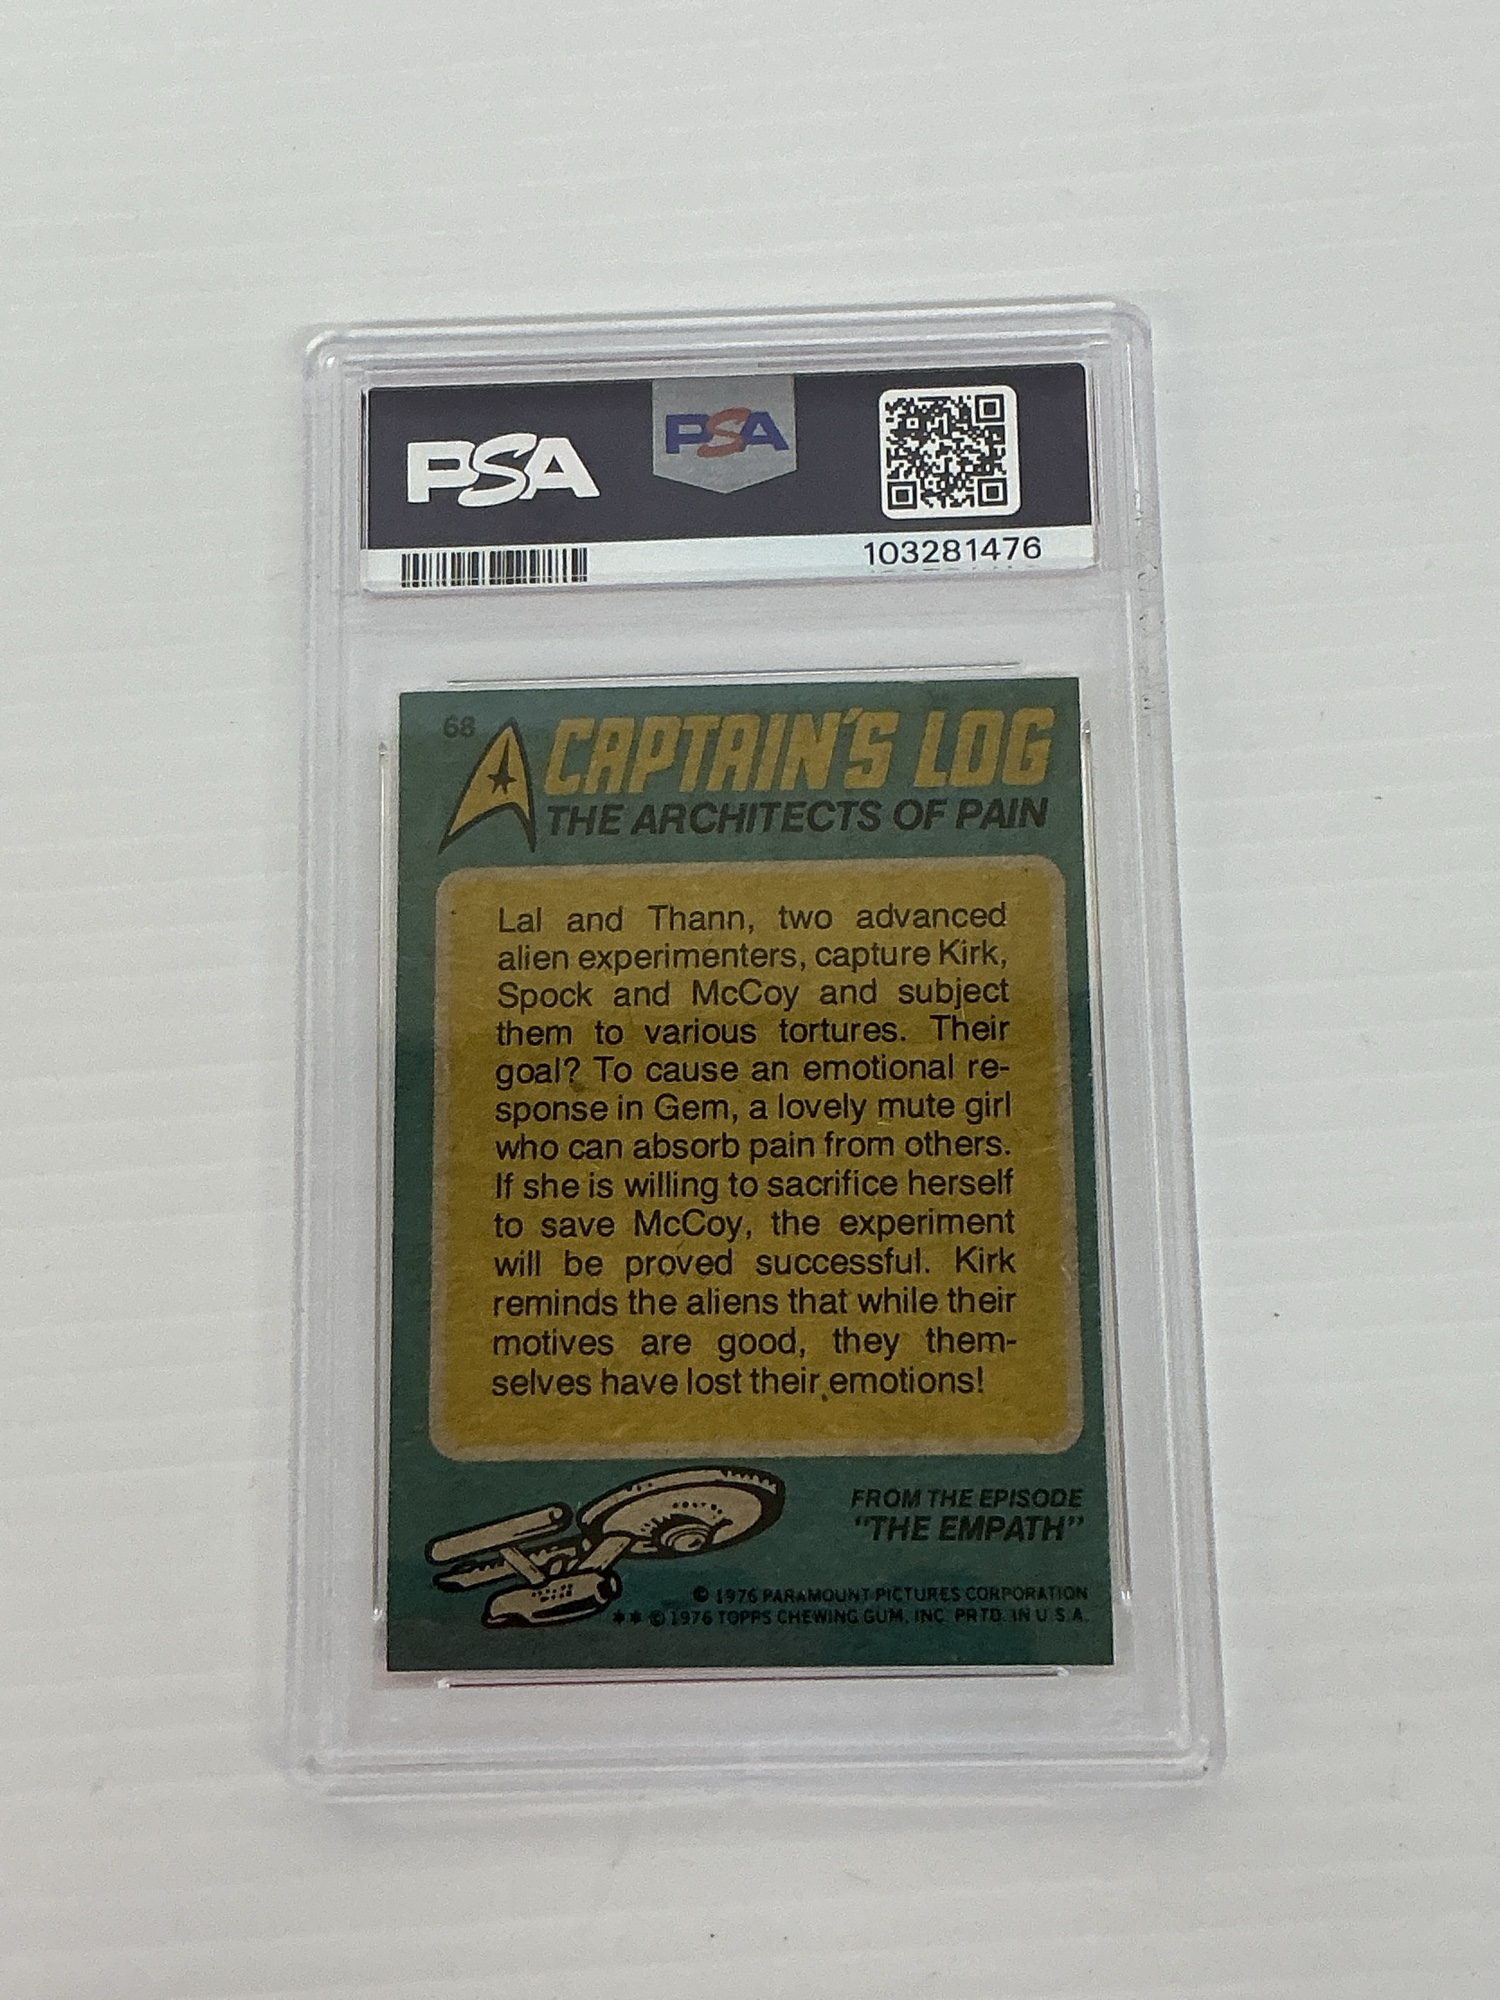 PSA
PSA
103281476
68
CAPTAIN'S LOG
THE ARCHITECTS OF PAIN
Lal and Thann, two advanced
alien experimenters, capture Kirk,
Spock and McCoy and subject
them to various tortures. Their
goal? To cause an emotional re-
sponse in Gem, a lovely mute girl
who can absorb pain from others.
If she is willing to sacrifice herself
to save McCoy, the experiment
will be proved successful. Kirk
reminds the aliens that while their
motives are good, they them-
selves have lost their emotions!
FROM THE EPISODE
"THE EMPATH"
© 1976 PARAMOUNT PICTURES CORPORATION
** © 1976 TOPPS CHEWING GUM, INC. PRTD. IN U.S.A.